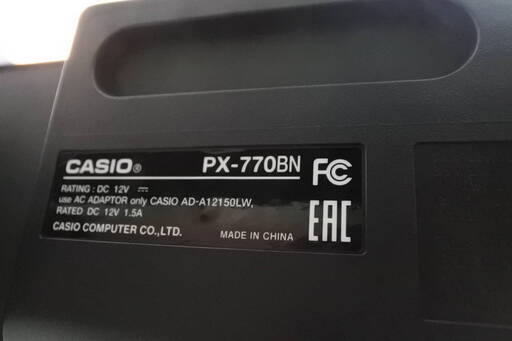 CASIO® PX-770BN FC
RATING : DC 12V ⎓
use AC ADAPTOR only CASIO AD-A12150LW,
RATED DC 12V 1.5A
CASIO COMPUTER CO.,LTD. MADE IN CHINA
EAC